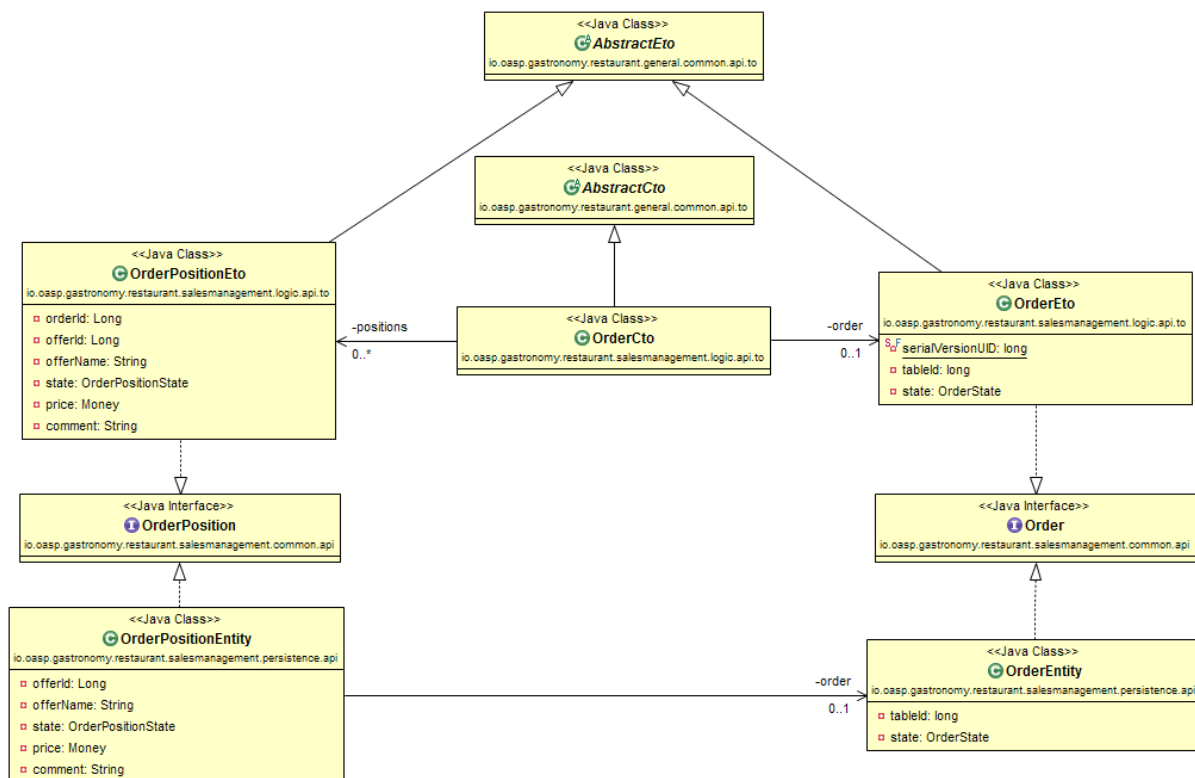 <<Java Class>>
AbstractEto
io.oasp.gastronomy.restaurant.general.common.api.to
<<Java Class>>
AbstractCto
io.oasp.gastronomy.restaurant.general.common.api.to
<<Java Class>>
OrderPositionEto
io.oasp.gastronomy.restaurant.salesmanagement.logic.api.to
orderId: Long
offerId: Long
offerName: String
state: OrderPositionState
price: Money
comment: String
-positions
0..*
<<Java Class>>
OrderCto
io.oasp.gastronomy.restaurant.salesmanagement.logic.api.to
-order
0..1
<<Java Class>>
OrderEto
io.oasp.gastronomy.restaurant.salesmanagement.logic.api.to
serialVersionUID: long
tableId: long
state: OrderState
<<Java Interface>>
OrderPosition
io.oasp.gastronomy.restaurant.salesmanagement.common.api
<<Java Interface>>
Order
io.oasp.gastronomy.restaurant.salesmanagement.common.api
<<Java Class>>
OrderPositionEntity
io.oasp.gastronomy.restaurant.salesmanagement.persistence.api
offerId: Long
offerName: String
state: OrderPositionState
price: Money
comment: String
-order
0..1
<<Java Class>>
OrderEntity
io.oasp.gastronomy.restaurant.salesmanagement.persistence.api
tableId: long
state: OrderState